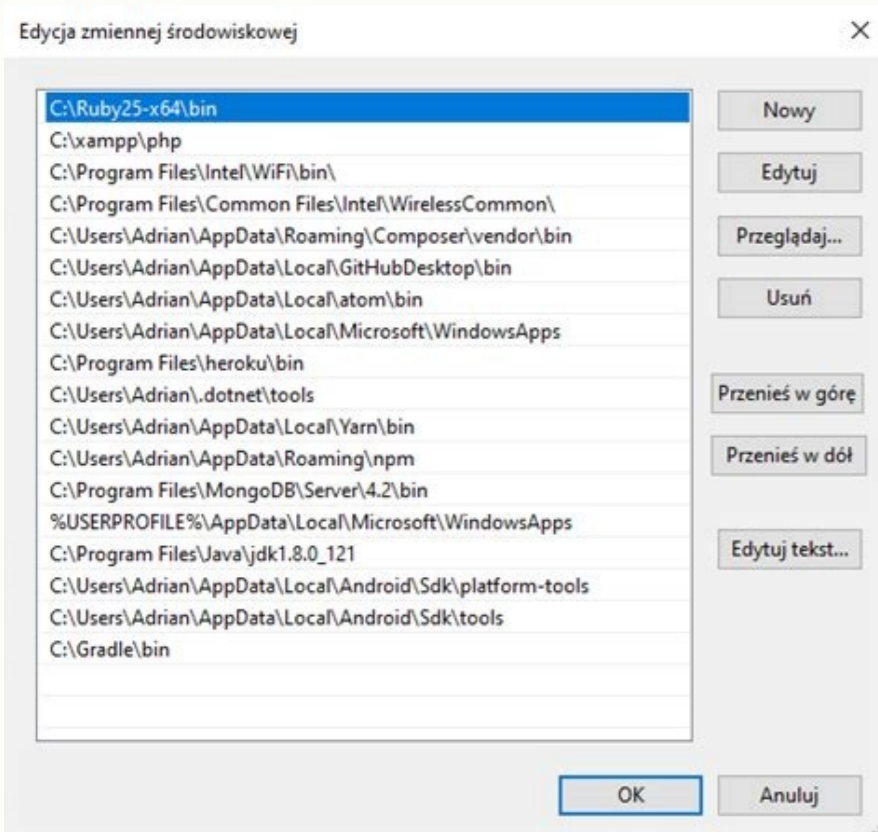 Edycja zmiennej środowiskowej
C:\Ruby25-x64\bin
C:\xampp\php
C:\Program Files\Intel\WiFi\bin\
C:\Program Files\Common Files\Intel\WirelessCommon\
C:\Users\Adrian\AppData\Roaming\Composer\vendor\bin
C:\Users\Adrian\AppData\Local\GitHubDesktop\bin
C:\Users\Adrian\AppData\Local\atom\bin
C:\Users\Adrian\AppData\Local\Microsoft\WindowsApps
C:\Program Files\heroku\bin
C:\Users\Adrian\.dotnet\tools
C:\Users\Adrian\AppData\Local\Yarn\bin
C:\Users\Adrian\AppData\Roaming\npm
C:\Program Files\MongoDB\Server\4.2\bin
%USERPROFILE%\AppData\Local\Microsoft\WindowsApps
C:\Program Files\Java\jdk1.8.0_121
C:\Users\Adrian\AppData\Local\Android\Sdk\platform-tools
C:\Users\Adrian\AppData\Local\Android\Sdk\tools
C:\Gradle\bin
Nowy
Edytuj
Przeglądaj...
Usuń
Przenieś w górę
Przenieś w dół
Edytuj tekst...
OK
Anuluj